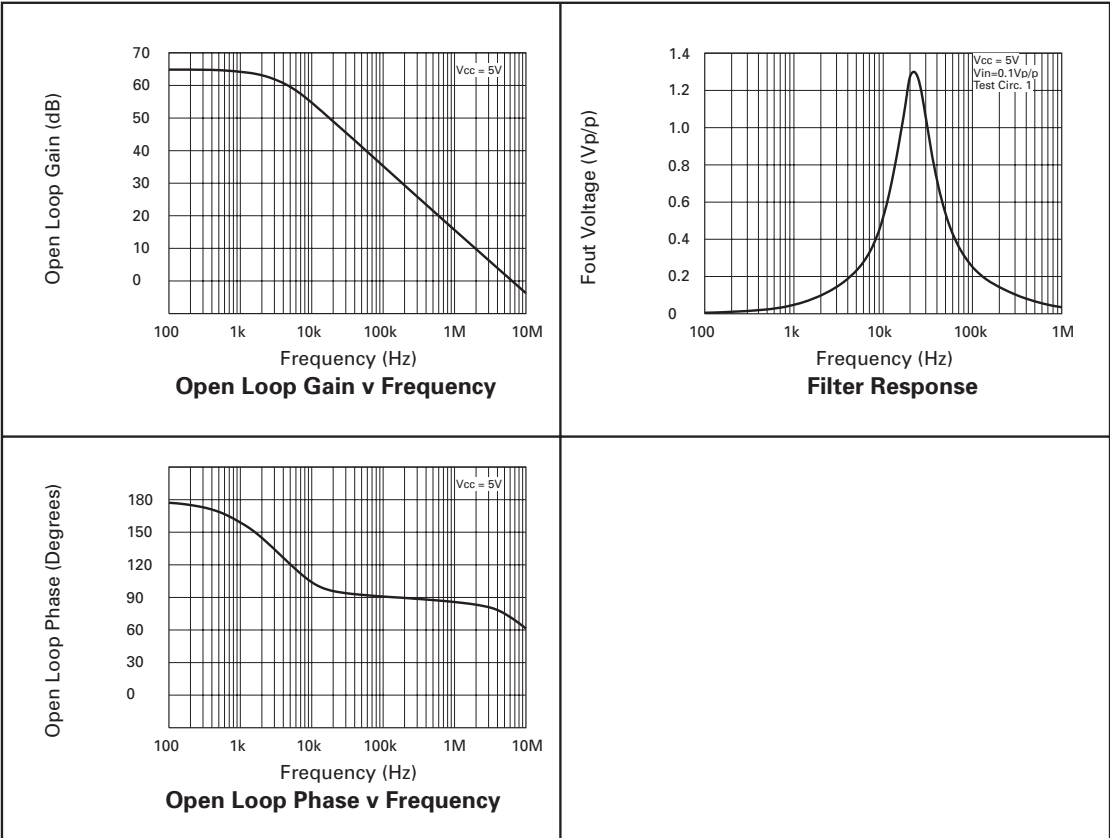 70
60
50
40
30
20
10
0
Open Loop Gain (dB)
Vcc = 5V
100 1k 10k 100k 1M 10M
Frequency (Hz)
Open Loop Gain v Frequency
1.4
1.2
1.0
0.8
0.6
0.4
0.2
0
Fout Voltage (Vp/p)
Vcc = 5V
Vin=0.1Vp/p
Test Circ. 1
100 1k 10k 100k 1M
Frequency (Hz)
Filter Response
180
150
120
90
60
30
0
Open Loop Phase (Degrees)
Vcc = 5V
100 1k 10k 100k 1M 10M
Frequency (Hz)
Open Loop Phase v Frequency